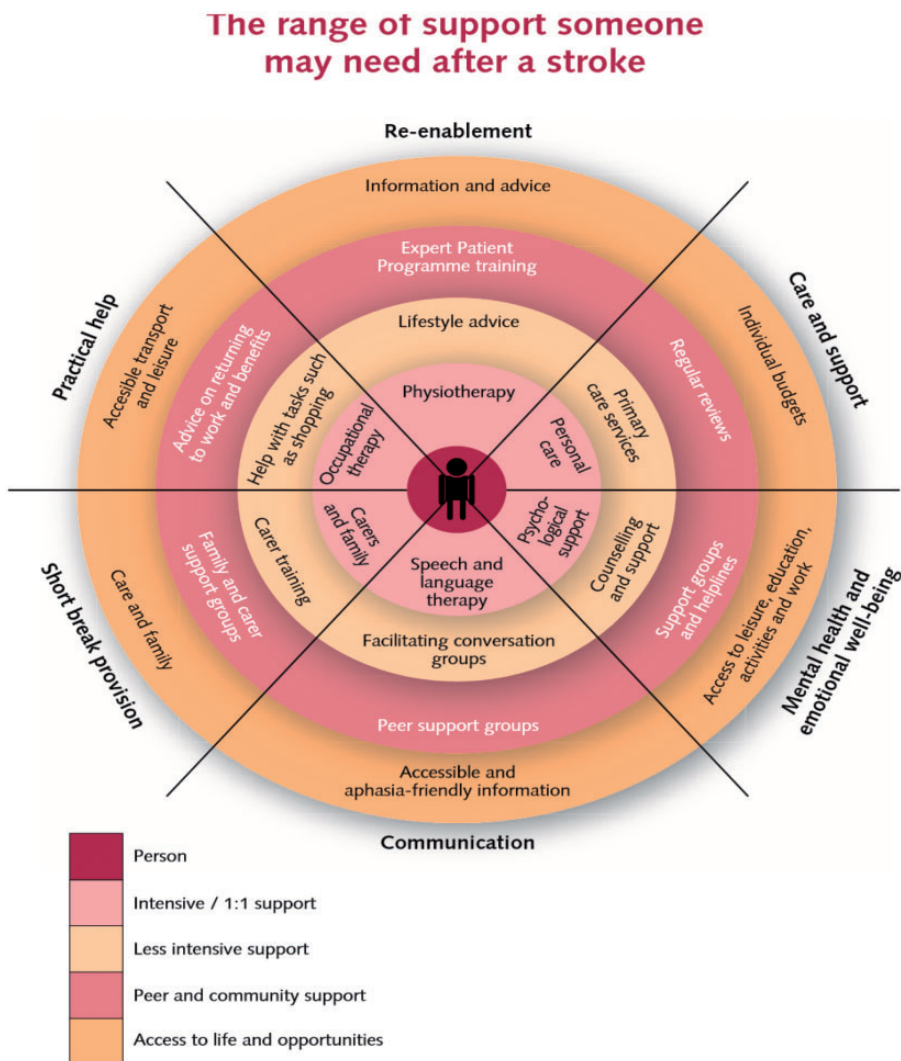 The range of support someone
may need after a stroke
Re-enablement
Information and advice
Expert Patient
Programme training
Lifestyle advice
Physiotherapy
Care and support
Individual budgets
Regular reviews
Primary
care services
Personal
care
Mental health and
emotional well-being
Access to leisure, education,
activities and work
Support groups
and helplines
Counselling
and support
Psycho-
logical
support
Communication
Speech and
language
therapy
Facilitating conversation
groups
Peer support groups
Accessible and
aphasia-friendly information
Short break provision
Care and family
Family and carer
support groups
Carer training
Carers
and family
Practical help
Accesible transport
and leisure
Advice on returning
to work and benefits
Help with tasks such
as shopping
Occupational
therapy
Person
Intensive / 1:1 support
Less intensive support
Peer and community support
Access to life and opportunities